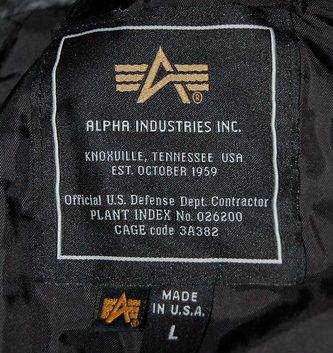 ®
ALPHA INDUSTRIES INC.
KNOXVILLE, TENNESSEE USA
EST. OCTOBER 1959
Official U.S. Defense Dept. Contractor
PLANT INDEX No. 026200
CAGE code 3A382
MADE
IN U.S.A.
L